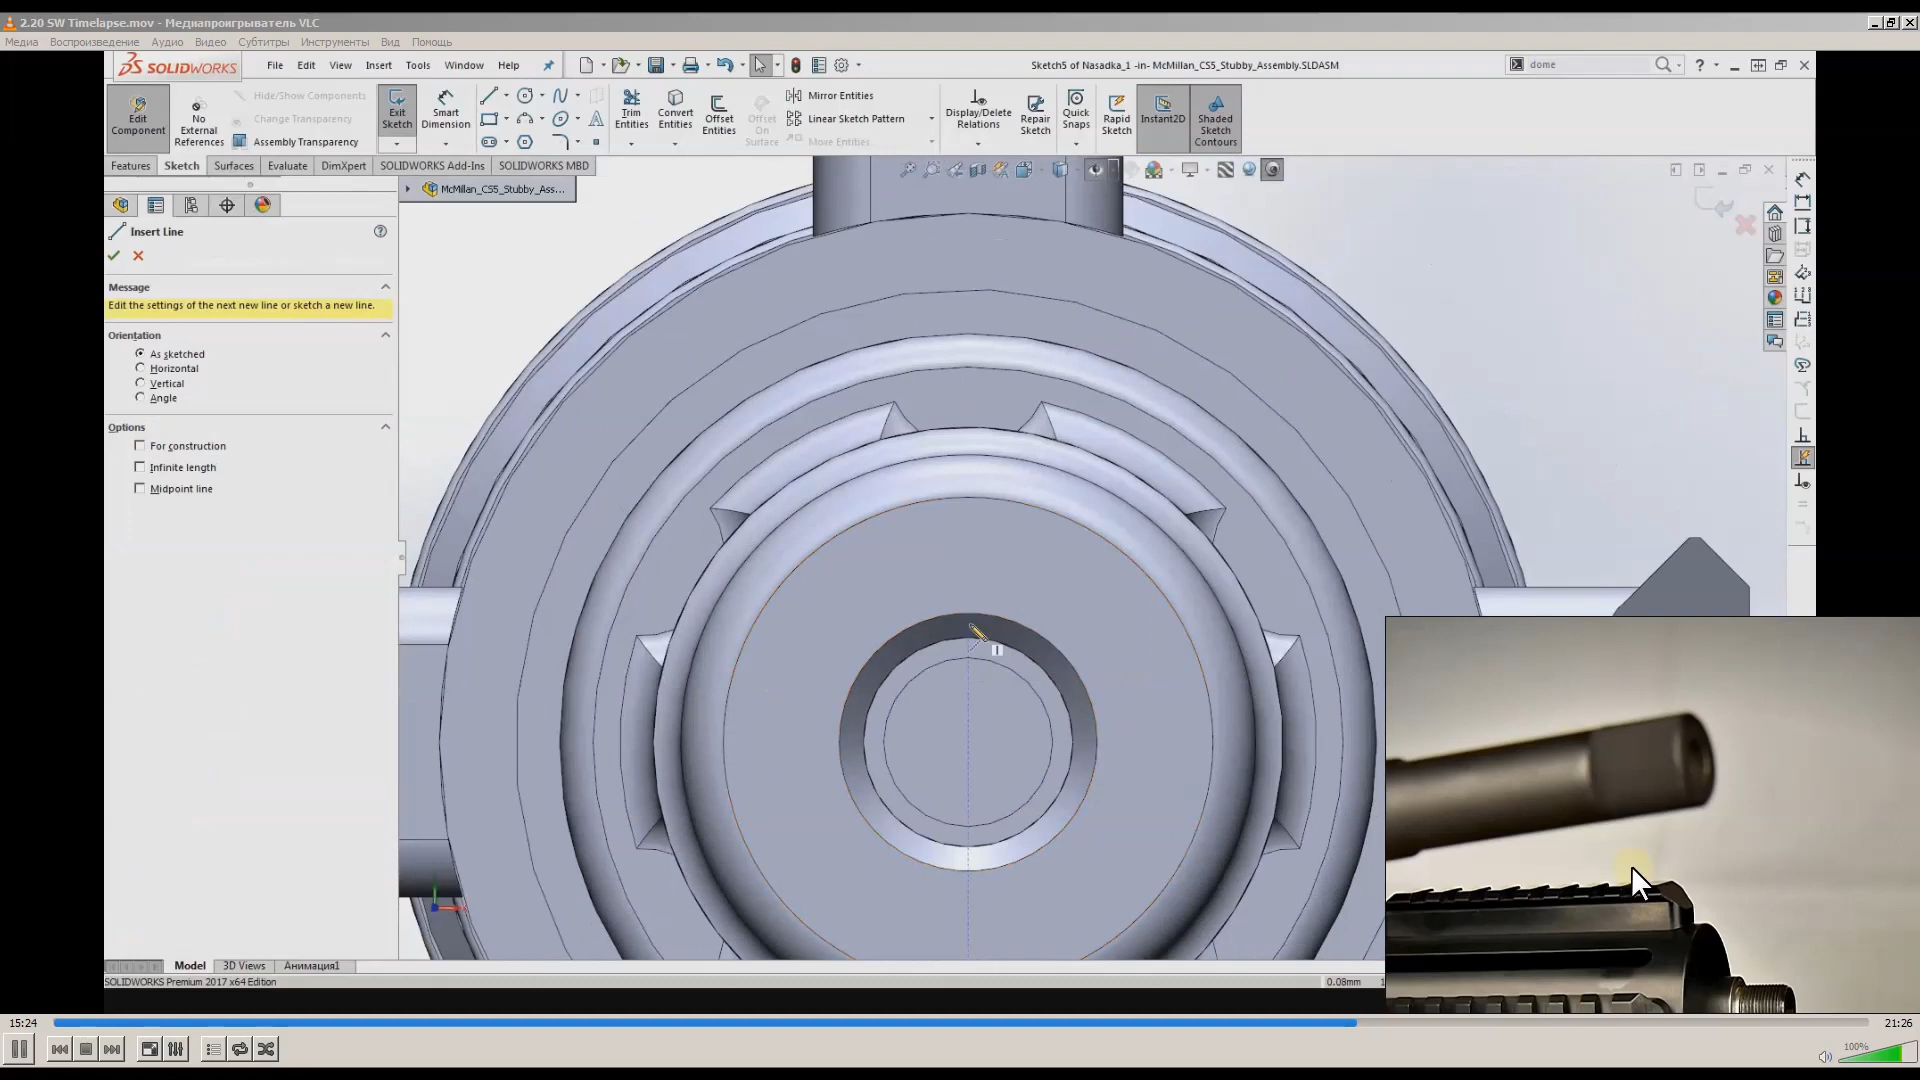 2.20 SW Timelapse.mov - Медиапроигрыватель VLC
Медиа Воспроизведение Аудио Видео Субтитры Инструменты Вид Помощь
SOLIDWORKS File Edit View Insert Tools Window Help
Sketch5 of Nasadka_1 -in- McMillan_CS5_Stubby_Assembly.SLDASM
dome
Edit Component
No External References
Hide/Show Components
Change Transparency
Assembly Transparency
Exit Sketch
Smart Dimension
Trim Entities
Convert Entities
Offset Entities
Offset On Surface
Mirror Entities
Linear Sketch Pattern
Move Entities
Display/Delete Relations
Repair Sketch
Quick Snaps
Rapid Sketch
Instant2D
Shaded Sketch Contours
Features Sketch Surfaces Evaluate DimXpert SOLIDWORKS Add-Ins SOLIDWORKS MBD
McMillan_CS5_Stubby_Ass...
Insert Line
Message
Edit the settings of the next new line or sketch a new line.
Orientation
As sketched
Horizontal
Vertical
Angle
Options
For construction
Infinite length
Midpoint line
Model 3D Views Анимация1
SOLIDWORKS Premium 2017 x64 Edition
0.08mm
15:24
21:26
100%